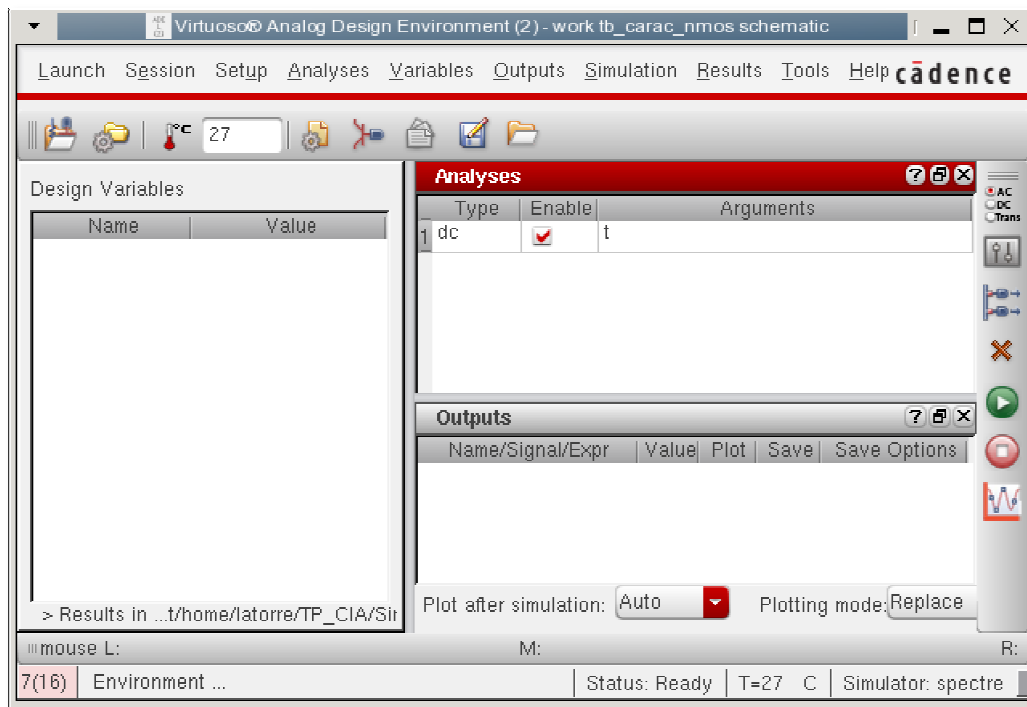 Virtuoso® Analog Design Environment (2) - work tb_carac_nmos schematic
Launch Session Setup Analyses Variables Outputs Simulation Results Tools Help cādence
°C 27
Design Variables
Name Value
> Results in ...t/home/latorre/TP_CIA/Sir
Analyses
Type Enable Arguments
1 dc t
Outputs
Name/Signal/Expr Value Plot Save Save Options
Plot after simulation: Auto Plotting mode: Replace
AC
DC
Trans
mouse L: M: R:
7(16) Environment ... Status: Ready T=27 C Simulator: spectre